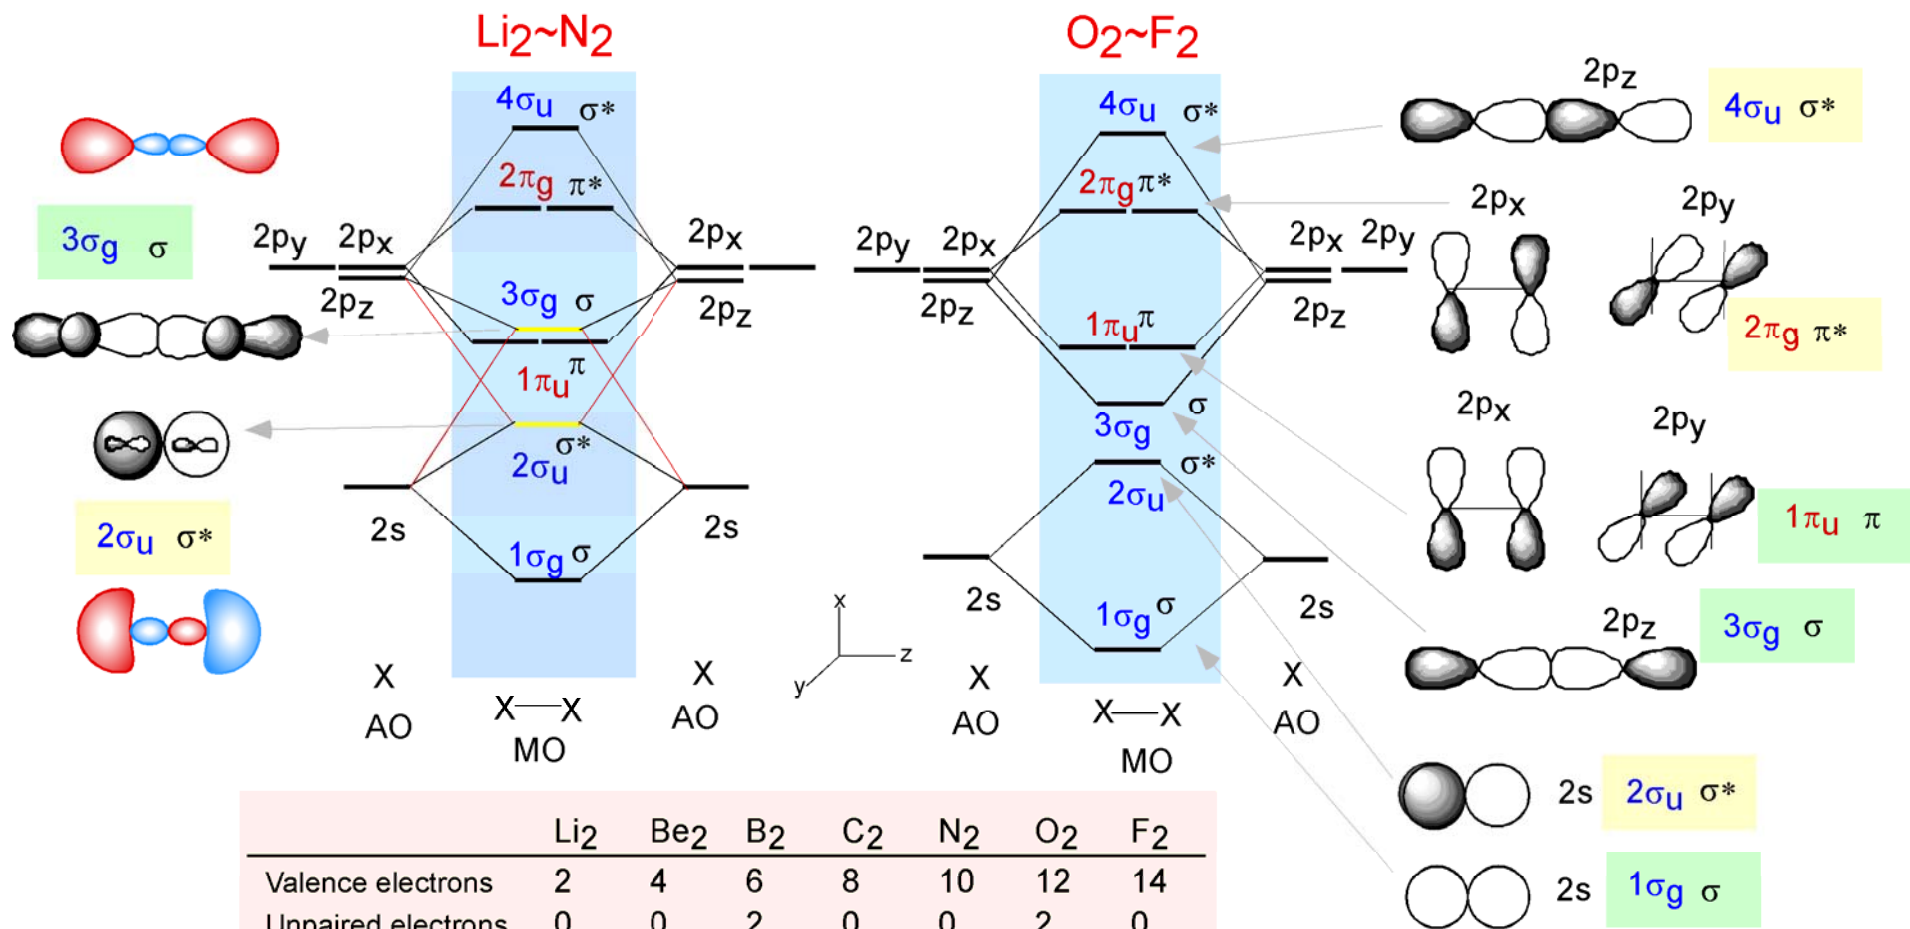 Li2~N2
4σu σ*
2πg π*
2py 2px
2px
2pz
2pz
3σg σ
3σg σ
1πu π
σ*
2σu
2σu σ*
2s
2s
1σg σ
X
AO
X—X
MO
X
AO
x
y
z
O2~F2
4σu σ*
2πg π*
2py 2px
2px 2py
2pz
2pz
1πu π
σ
3σg
σ*
2σu
2s
2s
1σg σ
X
AO
X—X
MO
X
AO
2pz
4σu σ*
2px
2py
2πg π*
2px
2py
1πu π
2pz
3σg σ
2s 2σu σ*
2s 1σg σ
Li2 Be2 B2 C2 N2 O2 F2
Valence electrons 2 4 6 8 10 12 14
Unpaired electrons 0 0 2 0 0 2 0